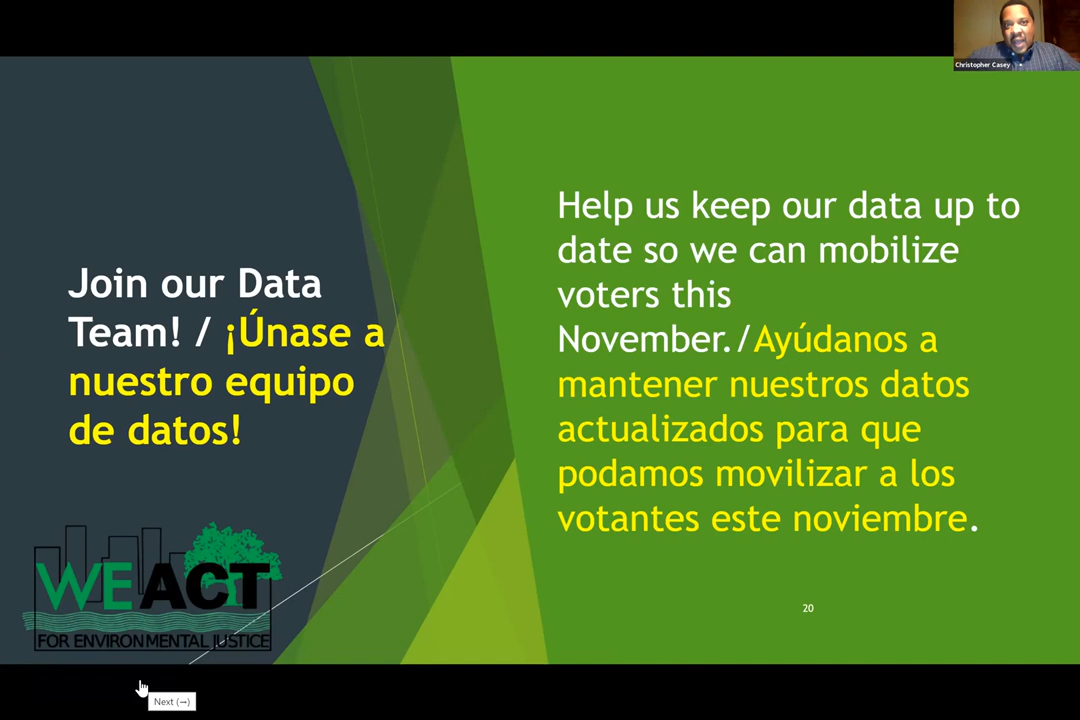 Christopher Casey
Join our Data
Team! / ¡Únase a
nuestro equipo
de datos!
Help us keep our data up to
date so we can mobilize
voters this
November./Ayúdanos a
mantener nuestros datos
actualizados para que
podamos movilizar a los
votantes este noviembre.
WE ACT
FOR ENVIRONMENTAL JUSTICE
20
Next (→)